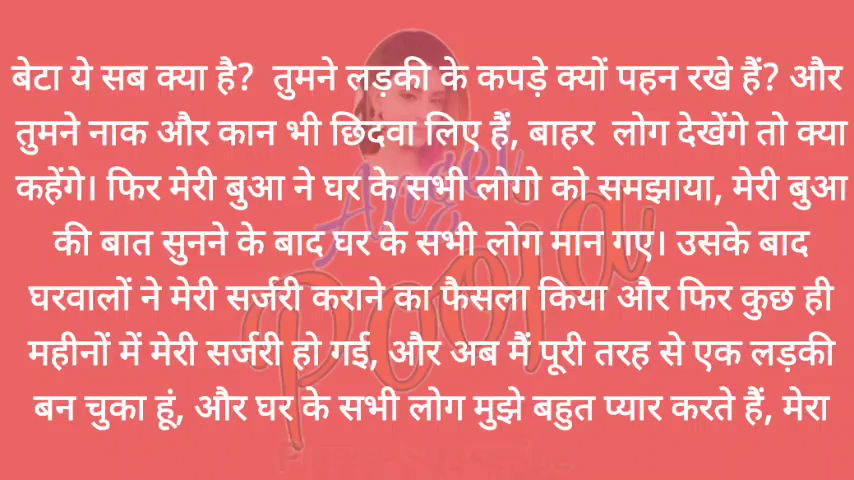 बेटा ये सब क्या है? तुमने लड़की के कपड़े क्यों पहन रखे हैं? और
तुमने नाक और कान भी छिदवा लिए हैं, बाहर लोग देखेंगे तो क्या
कहेंगे। फिर मेरी बुआ ने घर के सभी लोगो को समझाया, मेरी बुआ
की बात सुनने के बाद घर के सभी लोग मान गए। उसके बाद
घरवालों ने मेरी सर्जरी कराने का फैसला किया और फिर कुछ ही
महीनों में मेरी सर्जरी हो गई, और अब मैं पूरी तरह से एक लड़की
बन चुका हूं, और घर के सभी लोग मुझे बहुत प्यार करते हैं, मेरा
Angel
Pooja